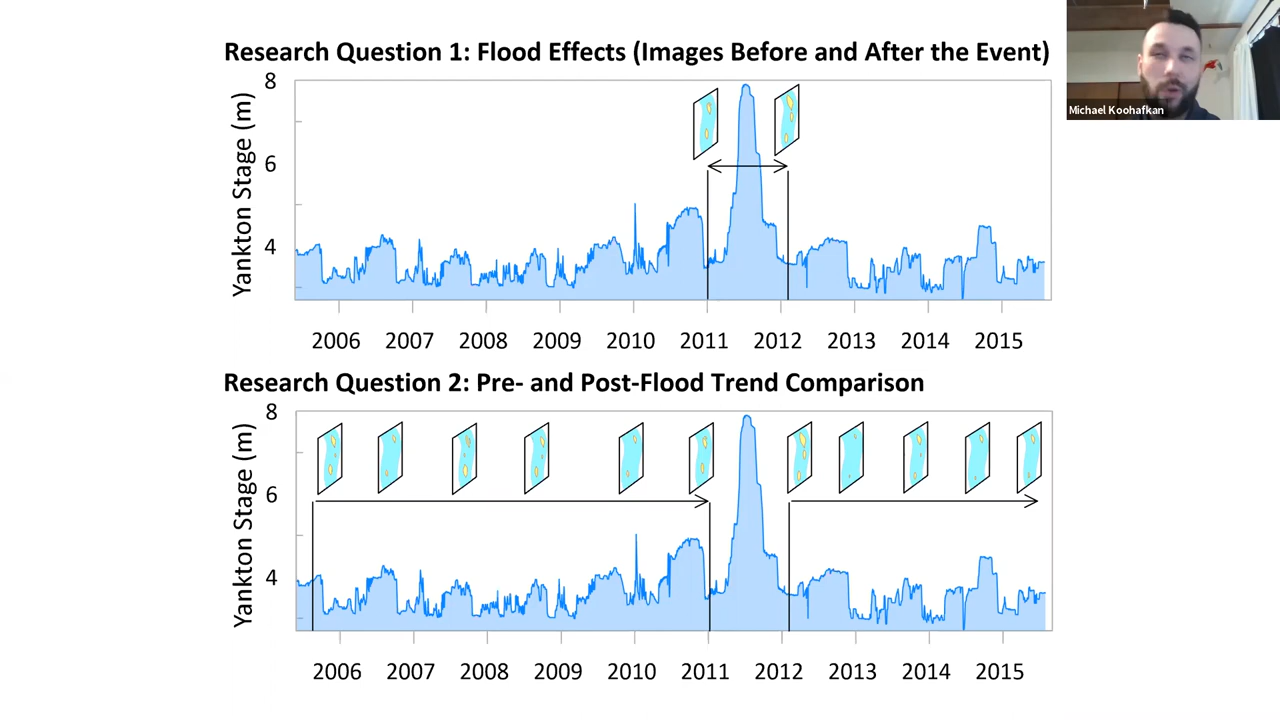 Research Question 1: Flood Effects (Images Before and After the Event)
Michael Koohafkan
Yankton Stage (m)
8
6
4
2006 2007 2008 2009 2010 2011 2012 2013 2014 2015
Research Question 2: Pre- and Post-Flood Trend Comparison
Yankton Stage (m)
8
6
4
2006 2007 2008 2009 2010 2011 2012 2013 2014 2015